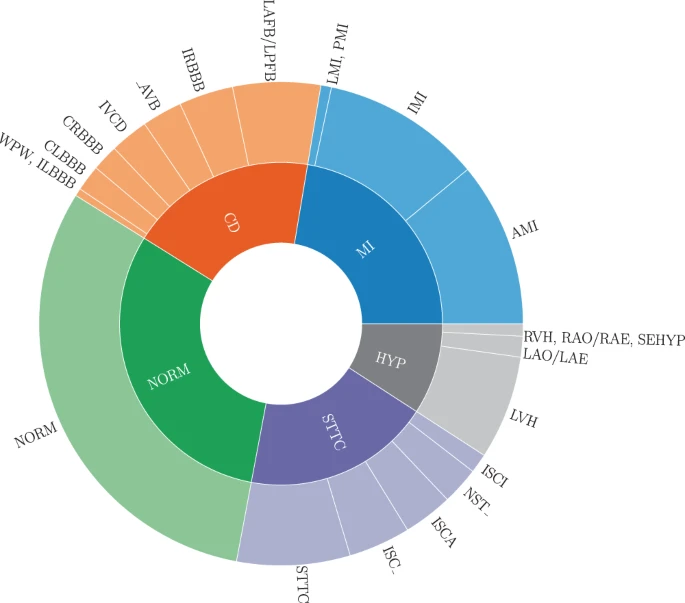 LAFB/LPFB
LMI, PMI
IRBBB
IMI
_AVB
IVCD
CRBBB
CLBBB
WPW, ILBBB
CD
MI
AMI
RVH, RAO/RAE, SEHYP
LAO/LAE
HYP
NORM
STTC
NORM
LVH
ISCI
NST_
ISCA
ISC_
STTC